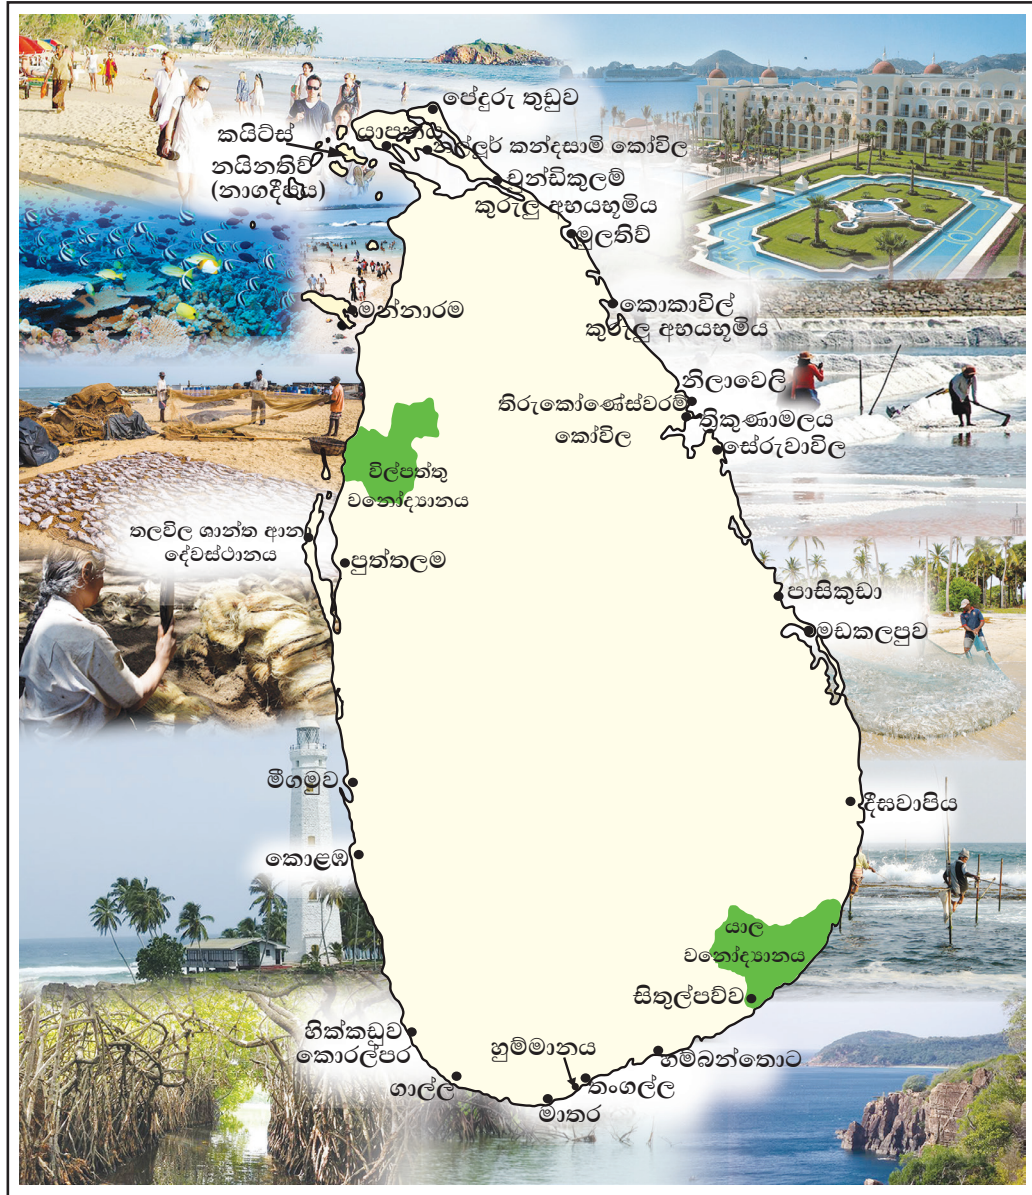 පේදුරු තුඩුව
කයිට්ස්
යාපනය
නල්ලූර් කන්දසාමි කෝවිල
නයිනතිව්
(නාගදීපය)
චුන්ඩිකුලම්
කුරුලු අභයභූමිය
මුලතිව්
මන්නාරම
කොකාවිල්
කුරුලු අභයභූමිය
නිලාවෙලි
තිරුකෝණේස්වරම්
කෝවිල
ත්‍රිකුණාමලය
සේරුවාවිල
විල්පත්තු
වනෝද්‍යානය
තලවිල ශාන්ත ආනා
දේවස්ථානය
පුත්තලම
පාසිකුඩා
මඩකලපුව
මීගමුව
දීඝවාපිය
කොළඹ
යාල
වනෝද්‍යානය
සිතුල්පව්ව
හික්කඩුව
කොරල්පර
හුම්මානය
හම්බන්තොට
ගාල්ල
තංගල්ල
මාතර